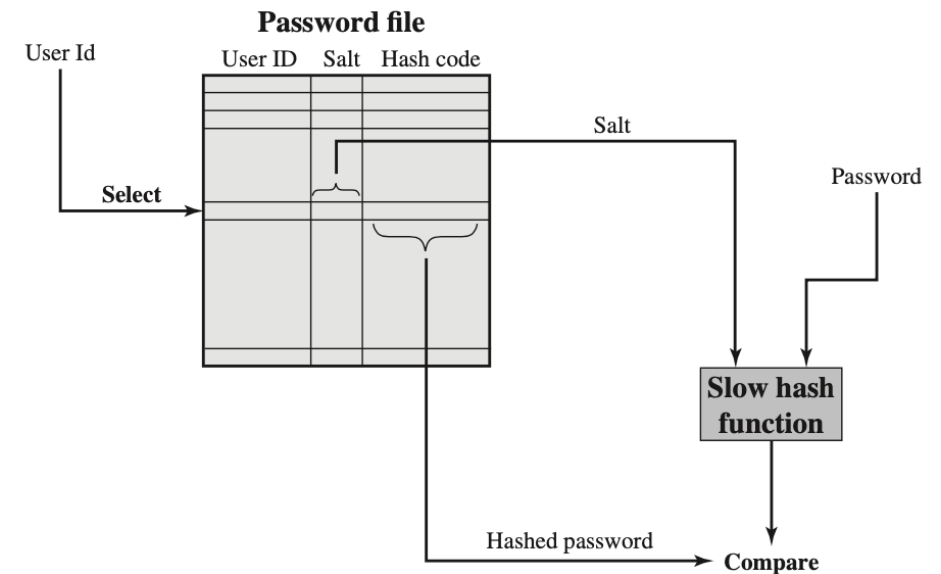 Password file
User Id
User ID Salt Hash code
Salt
Password
Select
Slow hash
function
Hashed password
Compare